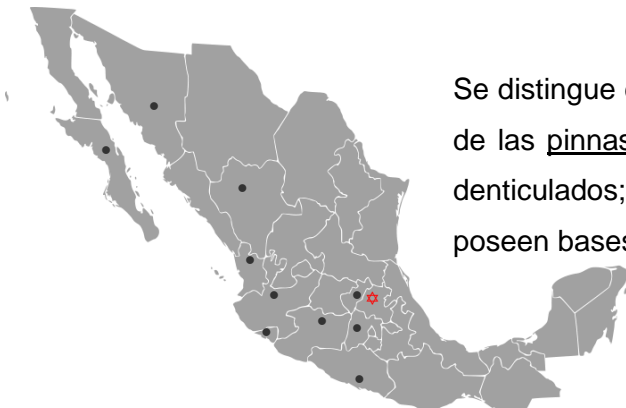 Se distingue
de las pinnas
denticulados;
poseen bases